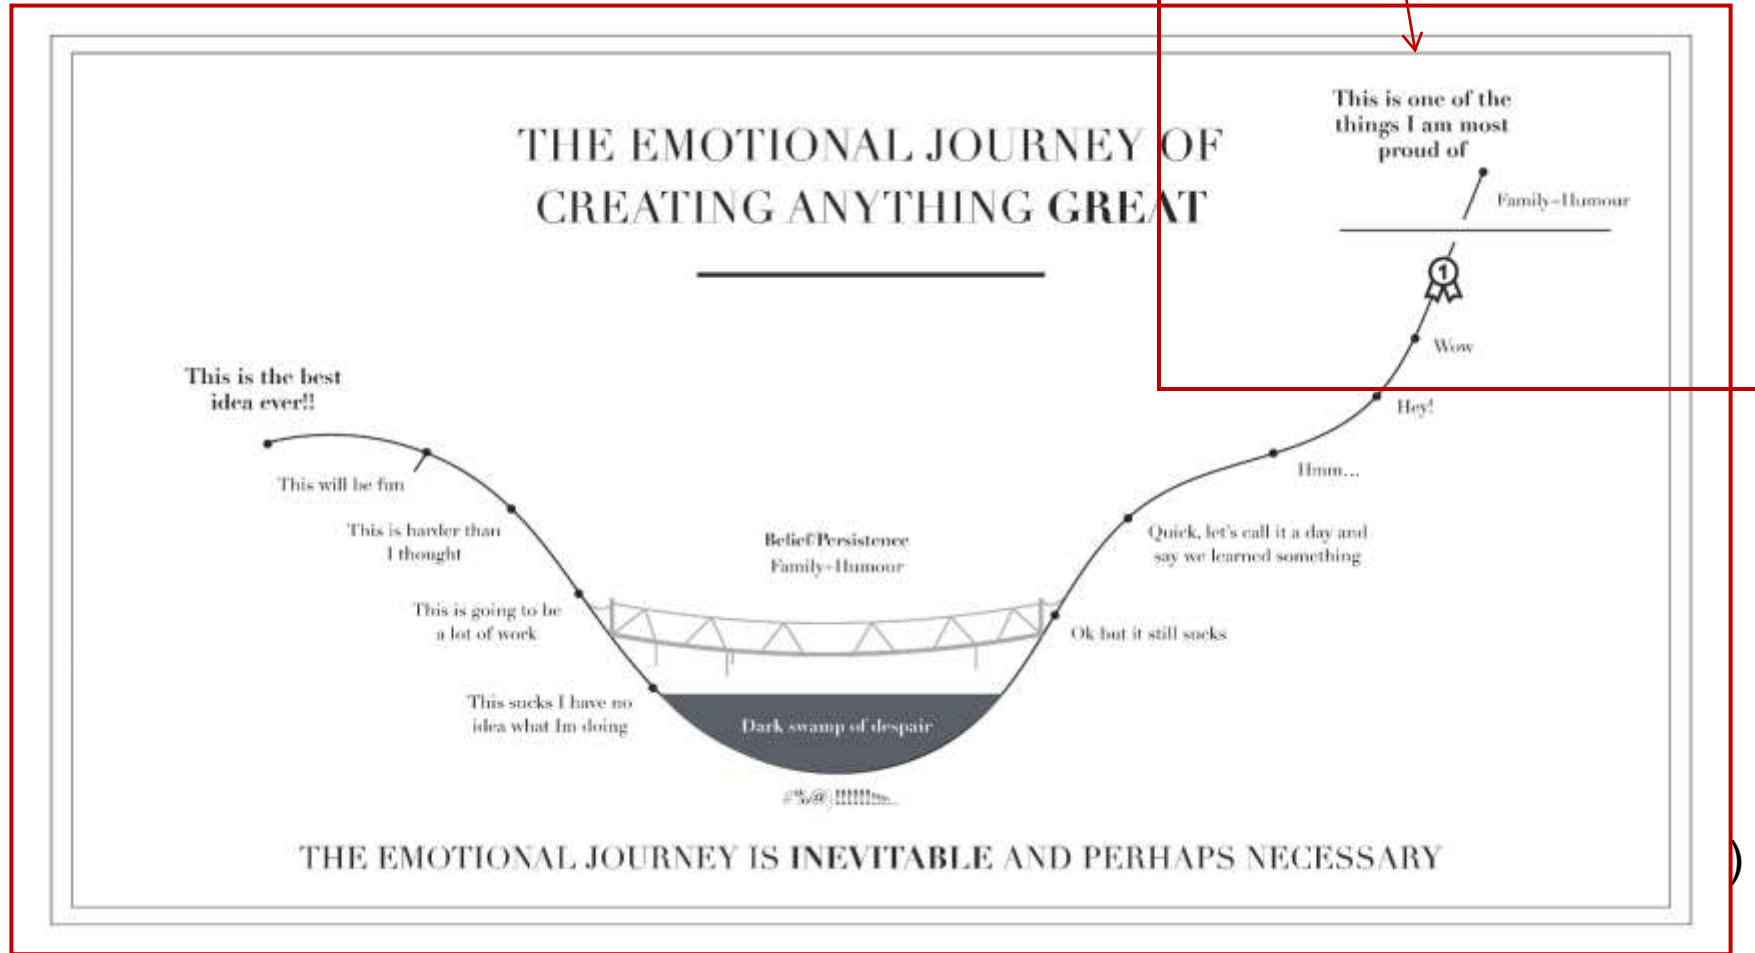 THE EMOTIONAL JOURNEY OF
CREATING ANYTHING GREAT
This is one of the
things I am most
proud of
Family+Humour
1
Wow
Hey!
Hmm...
Quick, let's call it a day and
say we learned something
Ok but it still sucks
This is the best
idea ever!!
This will be fun
This is harder than
I thought
This is going to be
a lot of work
This sucks I have no
idea what Im doing
Belief/Persistence
Family+Humour
Dark swamp of despair
THE EMOTIONAL JOURNEY IS INEVITABLE AND PERHAPS NECESSARY
)